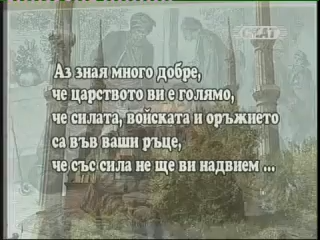 СКАТ
Аз зная много добре,
че царството ви е голямо,
че силата, войската и оръжието
са във ваши ръце,
че със сила не ще ви надвием ...